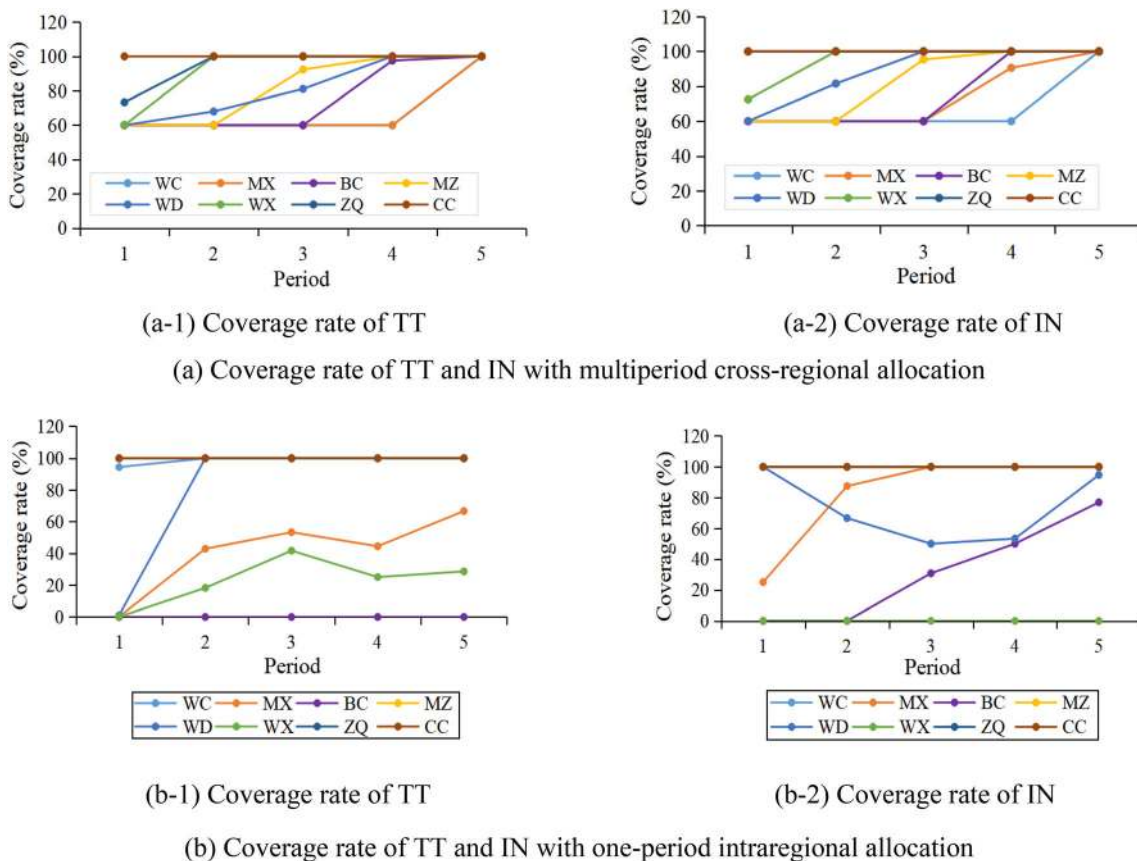 Coverage rate (%)
120
100
80
60
40
20
0
WC MX BC MZ
WD WX ZQ CC
1 2 3 4 5
Period
(a-1) Coverage rate of TT
Coverage rate (%)
120
100
80
60
40
20
0
WC MX BC MZ
WD WX ZQ CC
1 2 3 4 5
Period
(a-2) Coverage rate of IN
(a) Coverage rate of TT and IN with multiperiod cross-regional allocation
Coverage rate (%)
120
100
80
60
40
20
0
1 2 3 4 5
Period
WC MX BC MZ
WD WX ZQ CC
(b-1) Coverage rate of TT
Coverage rate (%)
120
100
80
60
40
20
0
1 2 3 4 5
Period
WC MX BC MZ
WD WX ZQ CC
(b-2) Coverage rate of IN
(b) Coverage rate of TT and IN with one-period intraregional allocation